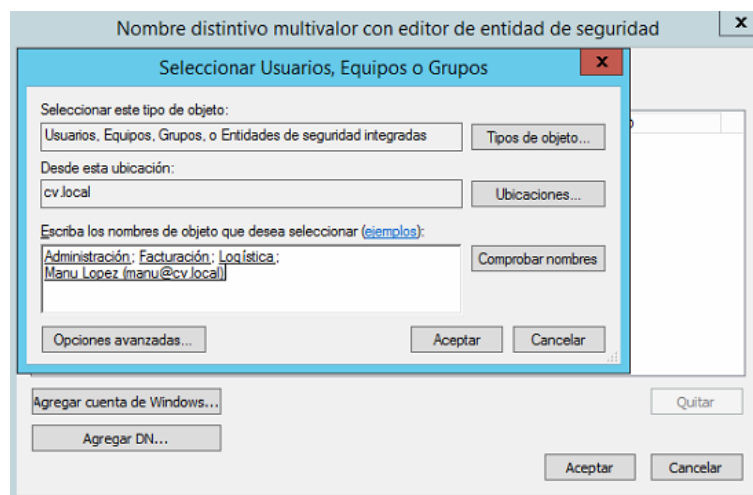 Nombre distintivo multivalor con editor de entidad de seguridad
x
Seleccionar Usuarios, Equipos o Grupos
x
Seleccionar este tipo de objeto:
Usuarios, Equipos, Grupos, o Entidades de seguridad integradas
Tipos de objeto...
Desde esta ubicación:
cv.local
Ubicaciones...
Escriba los nombres de objeto que desea seleccionar (ejemplos):
Administración; Facturación; Logística;
Manu Lopez (manu@cv.local)
Comprobar nombres
Opciones avanzadas...
Aceptar
Cancelar
Agregar cuenta de Windows...
Quitar
Agregar DN...
Aceptar
Cancelar